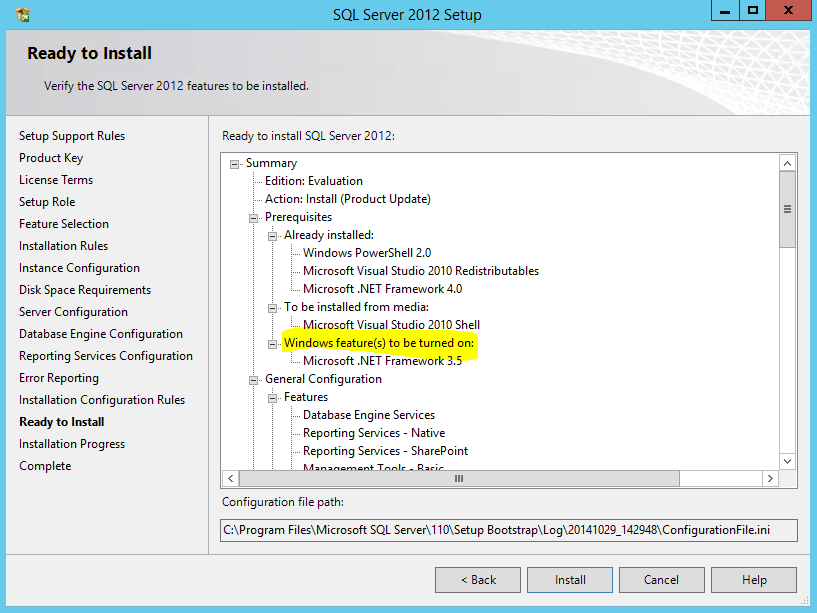 SQL Server 2012 Setup
Ready to Install
Verify the SQL Server 2012 features to be installed.
Setup Support Rules
Product Key
License Terms
Setup Role
Feature Selection
Installation Rules
Instance Configuration
Disk Space Requirements
Server Configuration
Database Engine Configuration
Reporting Services Configuration
Error Reporting
Installation Configuration Rules
Ready to Install
Installation Progress
Complete
Ready to install SQL Server 2012:
Summary
Edition: Evaluation
Action: Install (Product Update)
Prerequisites
Already installed:
Windows PowerShell 2.0
Microsoft Visual Studio 2010 Redistributables
Microsoft .NET Framework 4.0
To be installed from media:
Microsoft Visual Studio 2010 Shell
Windows feature(s) to be turned on:
Microsoft .NET Framework 3.5
General Configuration
Features
Database Engine Services
Reporting Services - Native
Reporting Services - SharePoint
Management Tools - Basic
Configuration file path:
C:\Program Files\Microsoft SQL Server\110\Setup Bootstrap\Log\20141029_142948\ConfigurationFile.ini
< Back
Install
Cancel
Help